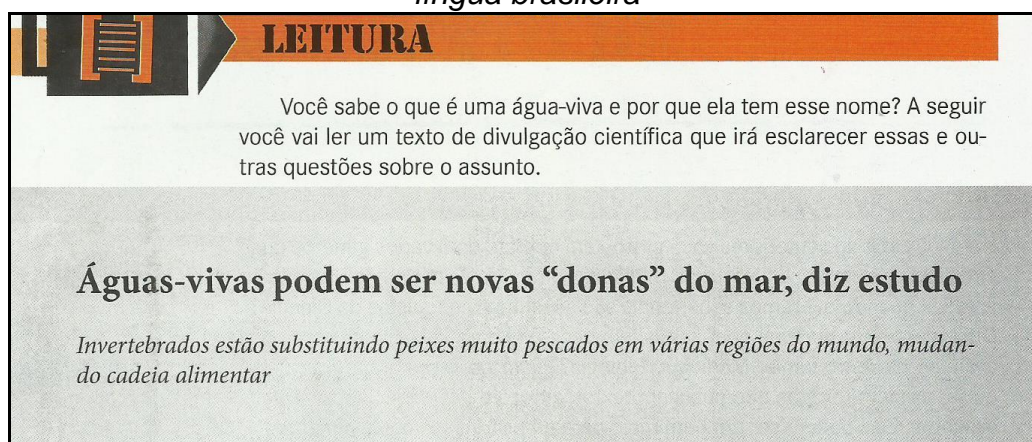 língua brasileira
LEITURA
Você sabe o que é uma água-viva e por que ela tem esse nome? A seguir
você vai ler um texto de divulgação científica que irá esclarecer essas e ou-
tras questões sobre o assunto.
Águas-vivas podem ser novas “donas” do mar, diz estudo
Invertebrados estão substituindo peixes muito pescados em várias regiões do mundo, mudan-
do cadeia alimentar